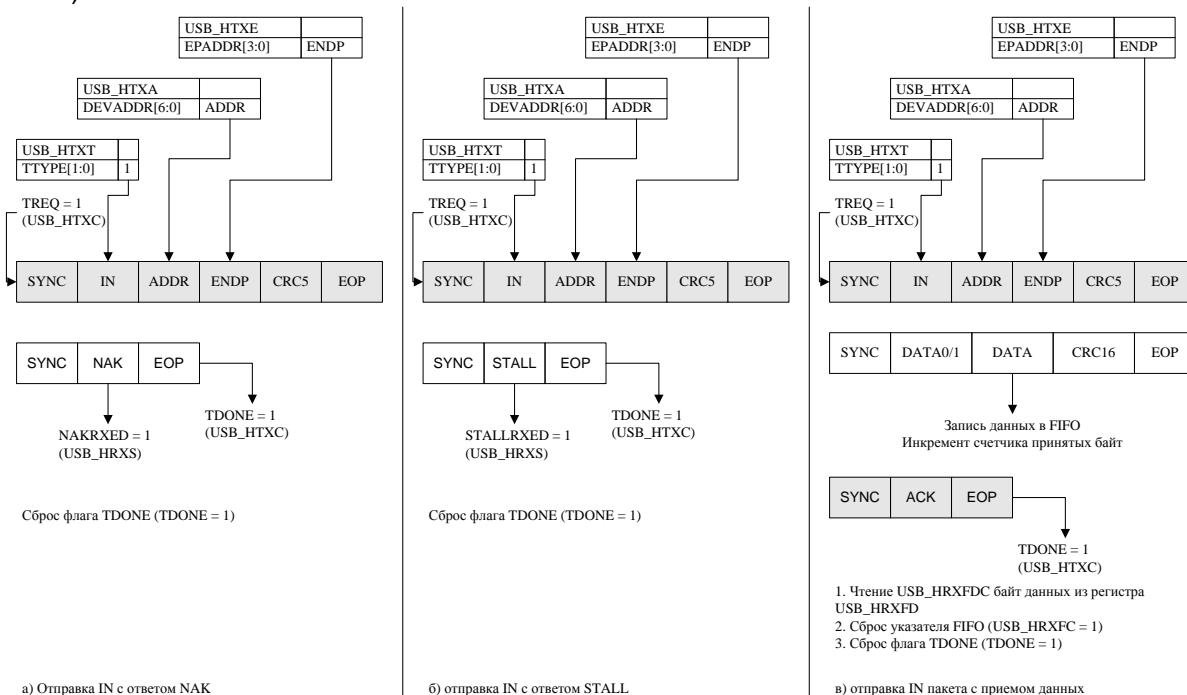 USB_HTXE
EPADDR[3:0] ENDP
USB_HTXA
DEVADDR[6:0] ADDR
USB_HTXT
TTYPE[1:0] 1
TREQ = 1
(USB_HTXC)
SYNC IN ADDR ENDP CRC5 EOP
SYNC NAK EOP
TDONE = 1
(USB_HTXC)
NAKRXED = 1
(USB_HRXS)
Сброс флага TDONE (TDONE = 1)
а) Отправка IN с ответом NAK
USB_HTXE
EPADDR[3:0] ENDP
USB_HTXA
DEVADDR[6:0] ADDR
USB_HTXT
TTYPE[1:0] 1
TREQ = 1
(USB_HTXC)
SYNC IN ADDR ENDP CRC5 EOP
SYNC STALL EOP
TDONE = 1
(USB_HTXC)
STALLRXED = 1
(USB_HRXS)
Сброс флага TDONE (TDONE = 1)
б) отправка IN с ответом STALL
USB_HTXE
EPADDR[3:0] ENDP
USB_HTXA
DEVADDR[6:0] ADDR
USB_HTXT
TTYPE[1:0] 1
TREQ = 1
(USB_HTXC)
SYNC IN ADDR ENDP CRC5 EOP
SYNC DATA0/1 DATA CRC16 EOP
Запись данных в FIFO
Инкремент счетчика принятых байт
SYNC ACK EOP
TDONE = 1
(USB_HTXC)
1. Чтение USB_HRXFDC байт данных из регистра
USB_HRXFD
2. Сброс указателя FIFO (USB_HRXFC = 1)
3. Сброс флага TDONE (TDONE = 1)
в) отправка IN пакета с приемом данных